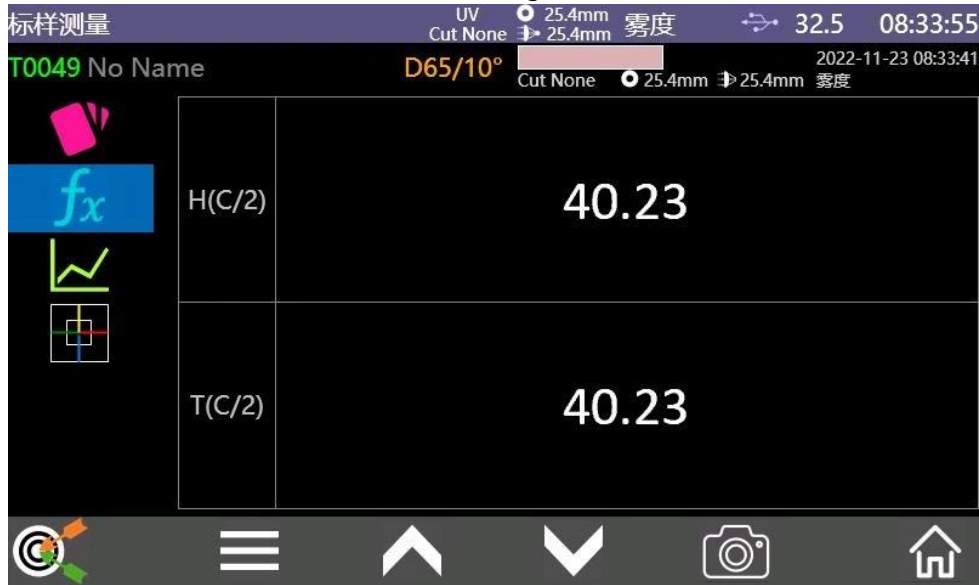 标样测量 UV 25.4mm 雾度 32.5 08:33:55
Cut None 25.4mm
T0049 No Name D65/10° 2022-11-23 08:33:41
Cut None 25.4mm 25.4mm 雾度
fx
H(C/2) 40.23
T(C/2) 40.23